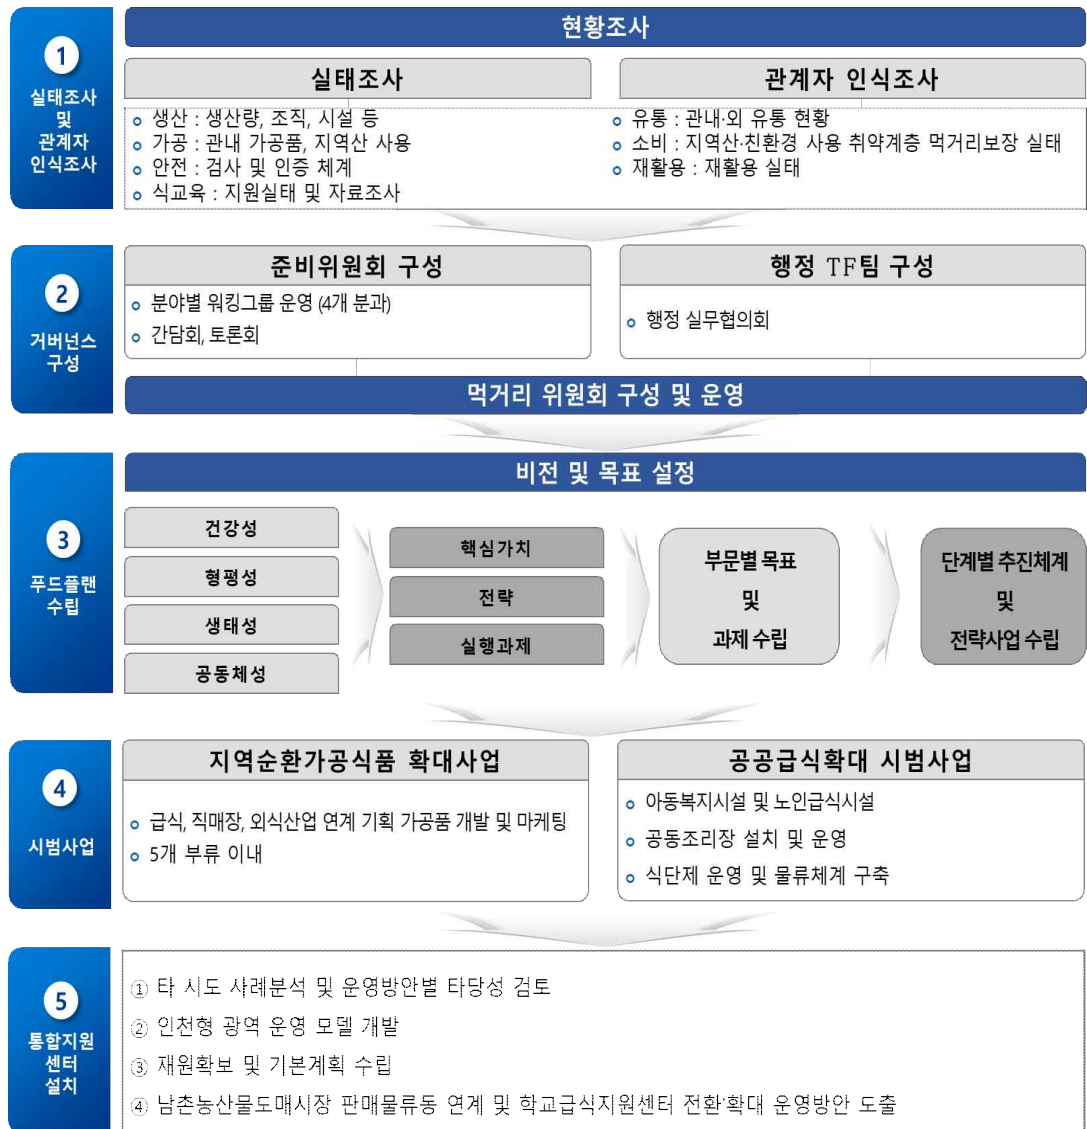 1
실태조사
및
관계자
인식조사
현황조사
실태조사
관계자 인식조사
생산 : 생산량, 조직, 시설 등
가공 : 관내 가공품, 지역산 사용
안전 : 검사 및 인증 체계
식교육 : 지원실태 및 자료조사
유통 : 관내·외 유통 현황
소비 : 지역산·친환경 사용 취약계층 먹거리보장 실태
재활용 : 재활용 실태
2
거버넌스
구성
준비위원회 구성
분야별 워킹그룹 운영 (4개 분과)
간담회, 토론회
행정 TF팀 구성
행정 실무협의회
먹거리 위원회 구성 및 운영
3
푸드플랜
수립
비전 및 목표 설정
건강성
형평성
생태성
공동체성
핵심가치
전략
실행과제
부문별 목표
및
과제 수립
단계별 추진체계
및
전략사업 수립
4
시범사업
지역순환가공식품 확대사업
급식, 직매장, 외식산업 연계 기획 가공품 개발 및 마케팅
5개 부류 이내
공공급식확대 시범사업
아동복지시설 및 노인급식시설
공동조리장 설치 및 운영
식단제 운영 및 물류체계 구축
5
통합지원
센터
설치
① 타 시도 사례분석 및 운영방안별 타당성 검토
② 인천형 광역 운영 모델 개발
③ 재원확보 및 기본계획 수립
④ 남촌농산물도매시장 판매물류동 연계 및 학교급식지원센터 전환·확대 운영방안 도출